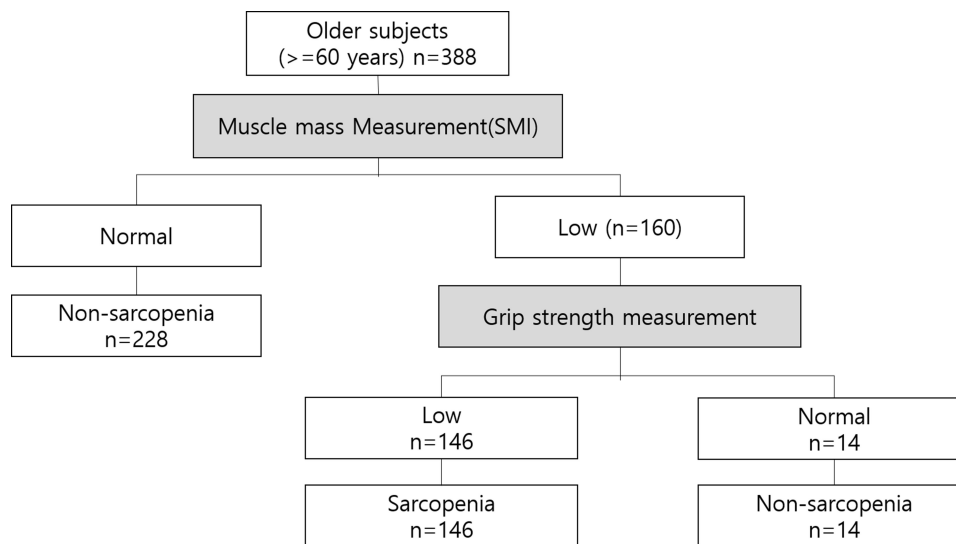 Older subjects
(>=60 years) n=388
Muscle mass Measurement(SMI)
Normal
Low (n=160)
Non-sarcopenia
n=228
Grip strength measurement
Low
n=146
Normal
n=14
Sarcopenia
n=146
Non-sarcopenia
n=14